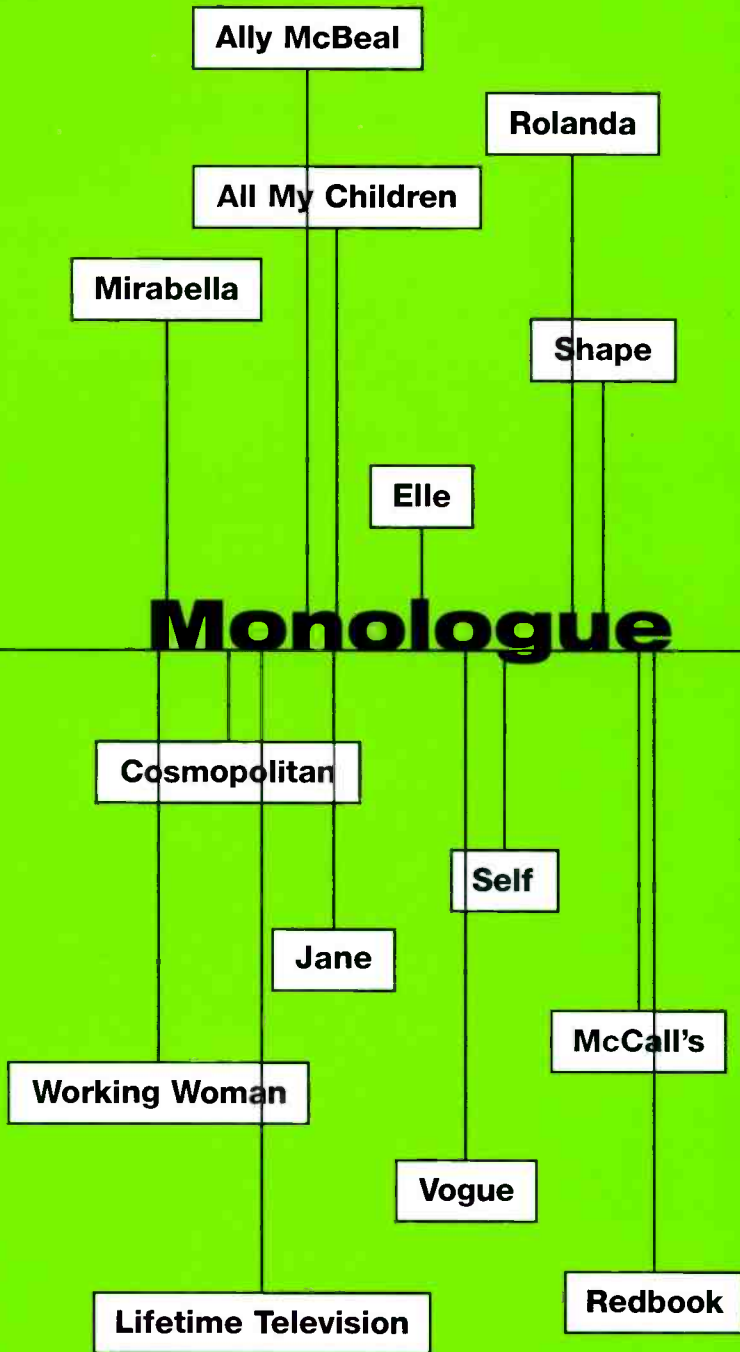 Ally McBeal
Rolanda
All My Children
Mirabella
Shape
Elle
Monologue
Cosmopolitan
Self
Jane
McCall's
Working Woman
Vogue
Redbook
Lifetime Television